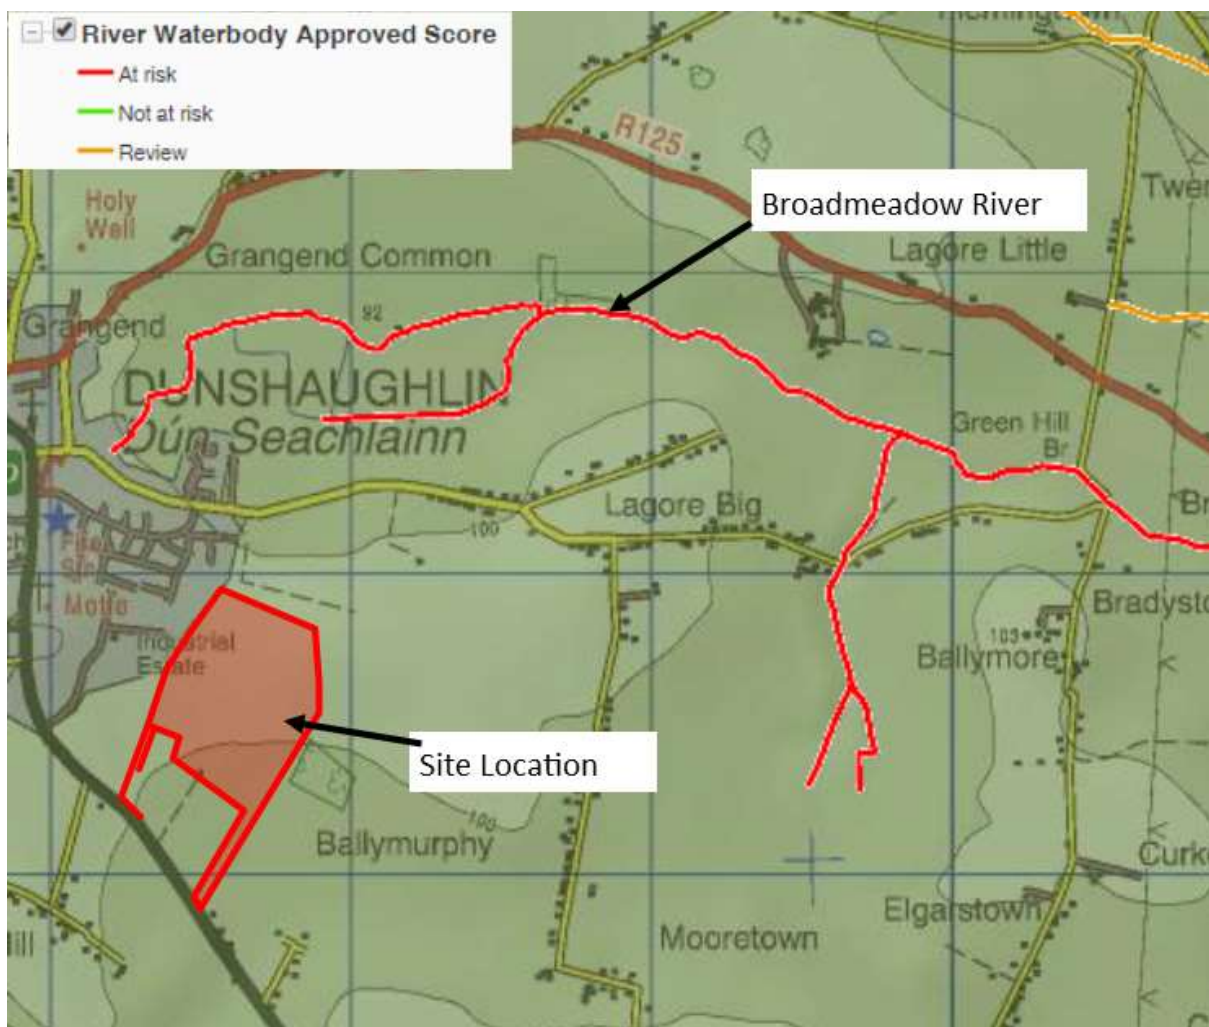 River Waterbody Approved Score
At risk
Not at risk
Review
R125
Holy
Well
Broadmeadow River
Grangend Common
Lagore Little
92
Grangend
DUNSHAUGHLIN
Dún Seachlainn
Green Hill
Br
Lagore Big
100
Motte
Industrial
Estate
103
Ballymore
Site Location
100
Ballymurphy
Elgarstown
Mooretown